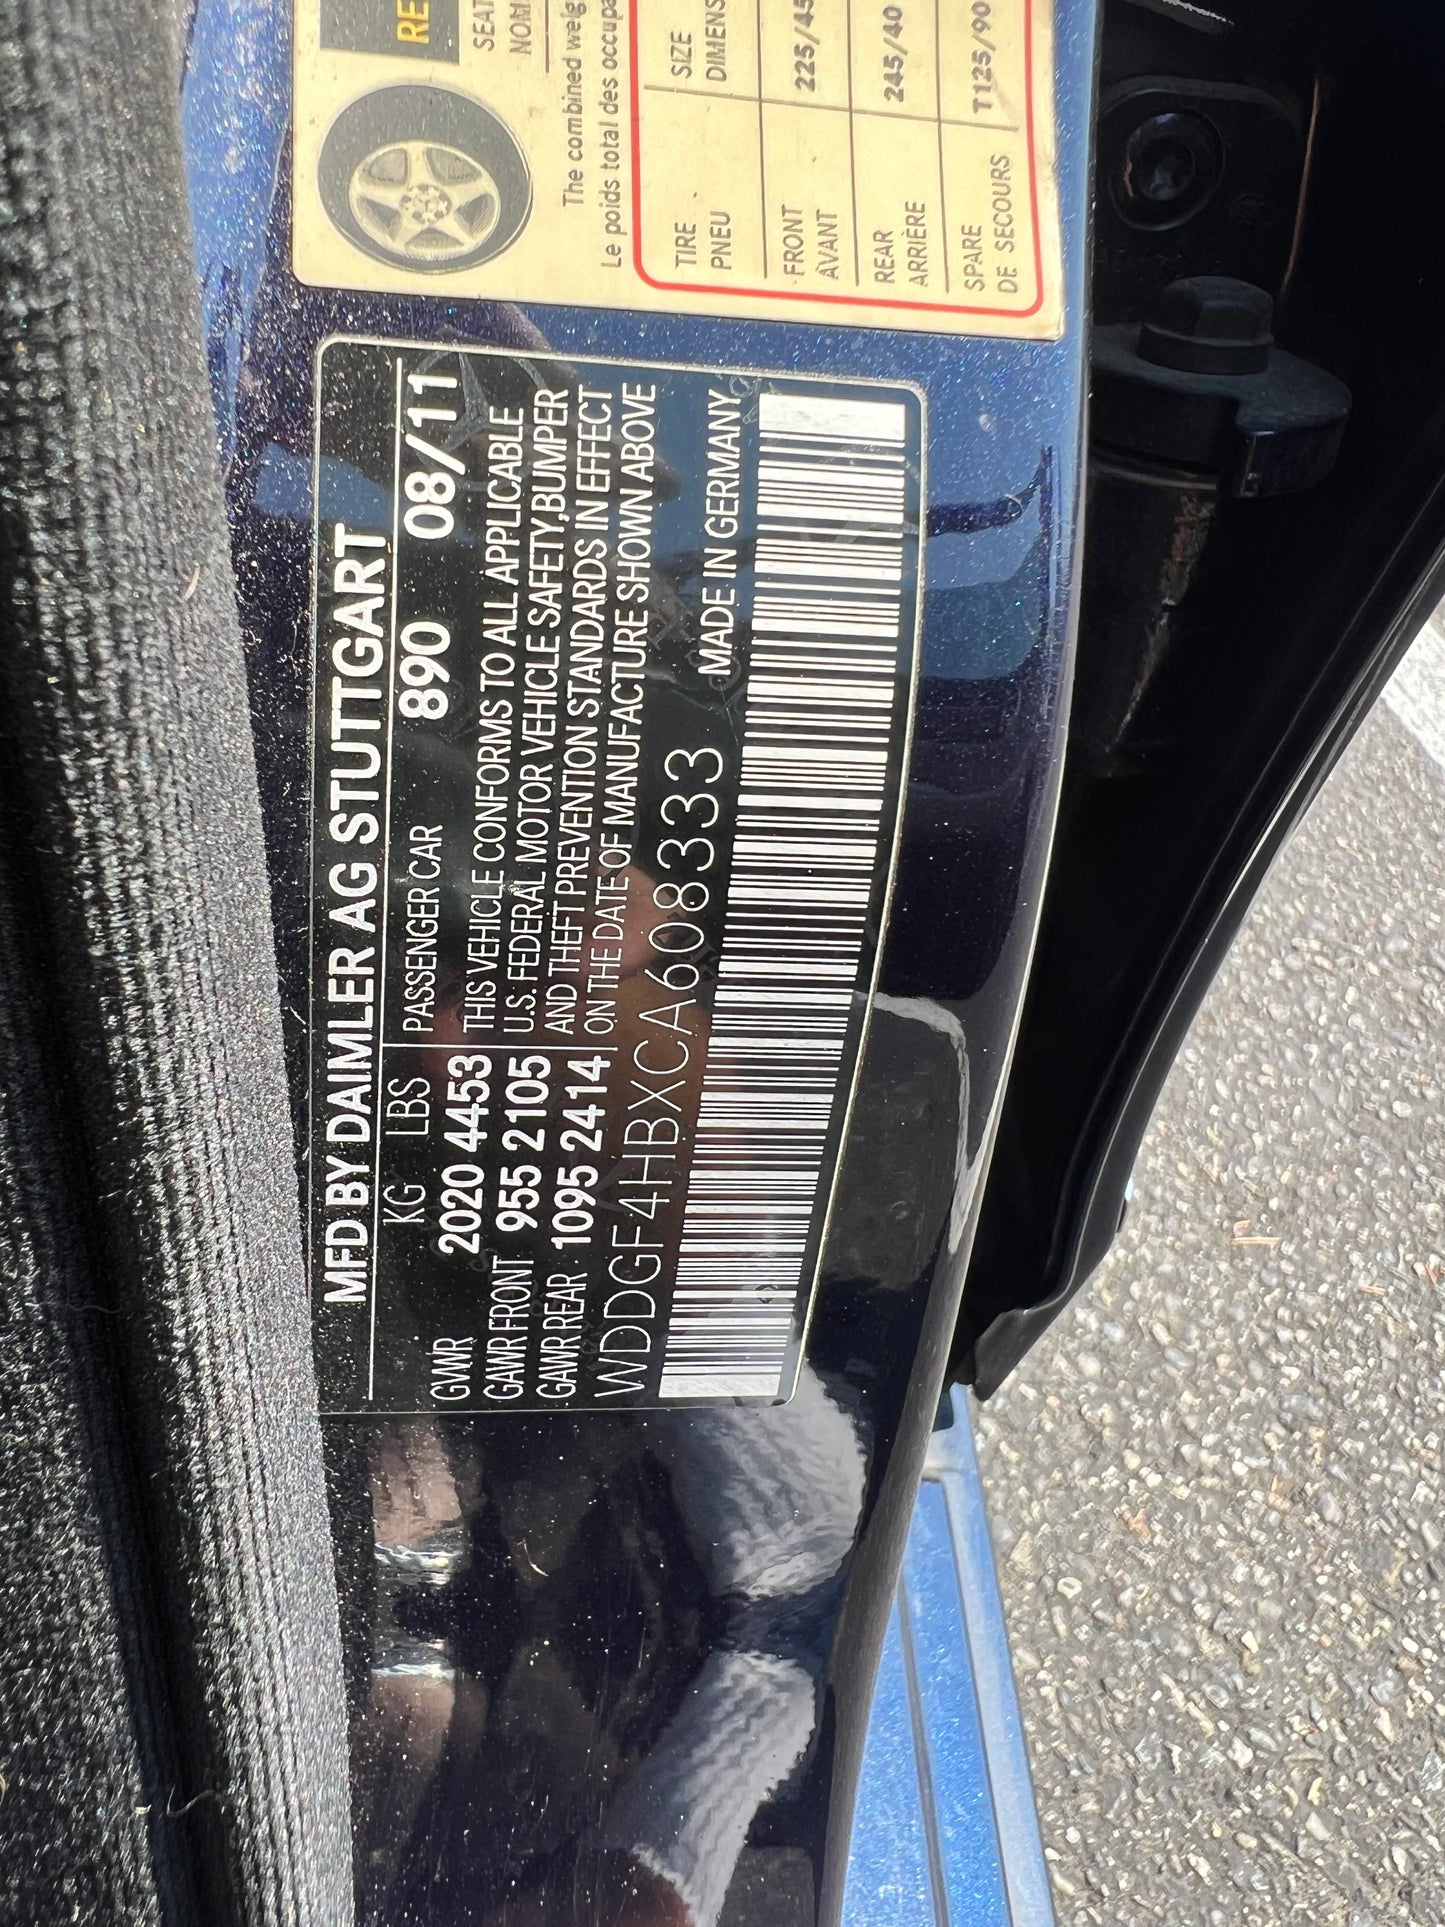 MFD BY DAIMLER AG STUTTGART
KG LBS PASSENGER CAR 890 08/11
GVWR 2020 4453 THIS VEHICLE CONFORMS TO ALL APPLICABLE
GAWR FRONT 955 2105 U.S. FEDERAL MOTOR VEHICLE SAFETY,BUMPER
GAWR REAR 1095 2414 AND THEFT PREVENTION STANDARDS IN EFFECT
ON THE DATE OF MANUFACTURE SHOWN ABOVE
WDDGF4HBXCA608333
MADE IN GERMANY
SEAT
The combined weig
Le poids total des occupa
TIRE SIZE
PNEU DIMENS
FRONT 225/45
AVANT
REAR 245/40
ARRIÈRE
SPARE T125/90
DE SECOURS